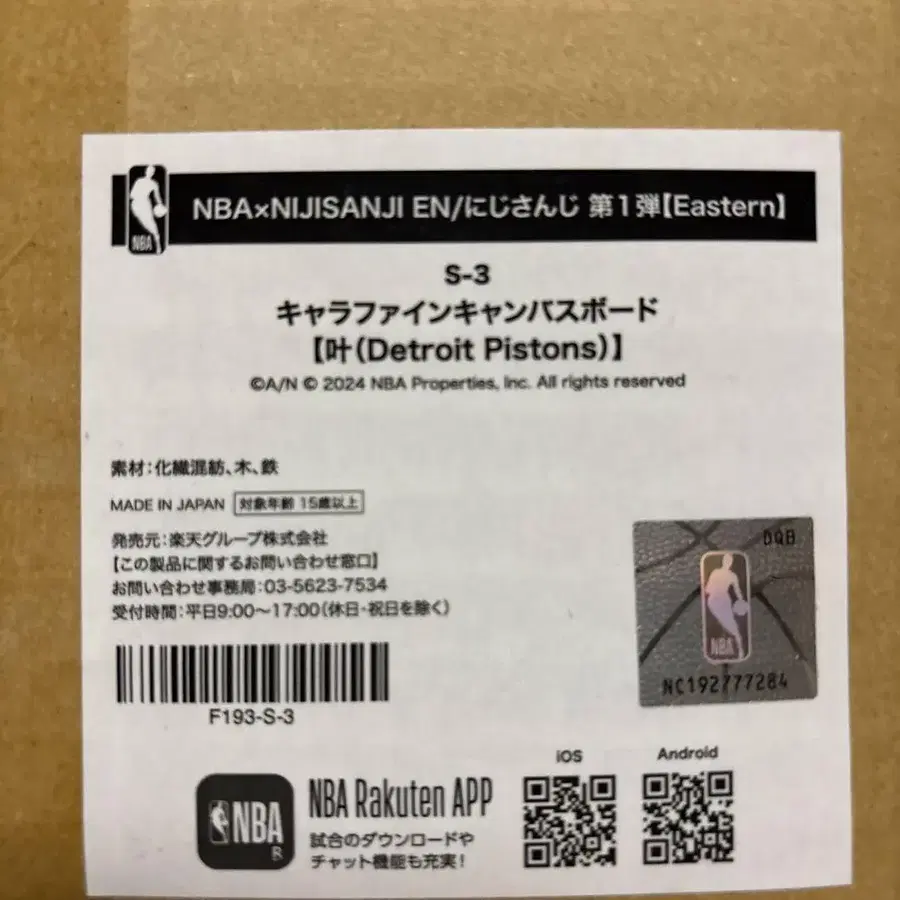 NBA
NBA×NIJISANJI EN/にじさんじ 第1弾【Eastern】
S-3
キャラファインキャンバスボード
【叶(Detroit Pistons)】
©A/N © 2024 NBA Properties, Inc. All rights reserved
素材:化繊混紡、木、鉄
MADE IN JAPAN 対象年齢 15歳以上
発売元:楽天グループ株式会社
【この製品に関するお問い合わせ窓口】
お問い合わせ事務局:03-5623-7534
受付時間:平日9:00〜17:00(休日・祝日を除く)
F193-S-3
DQB
NBA
NC192777284
NBA
R
NBA Rakuten APP
試合のダウンロードや
チャット機能も充実!
iOS
Android